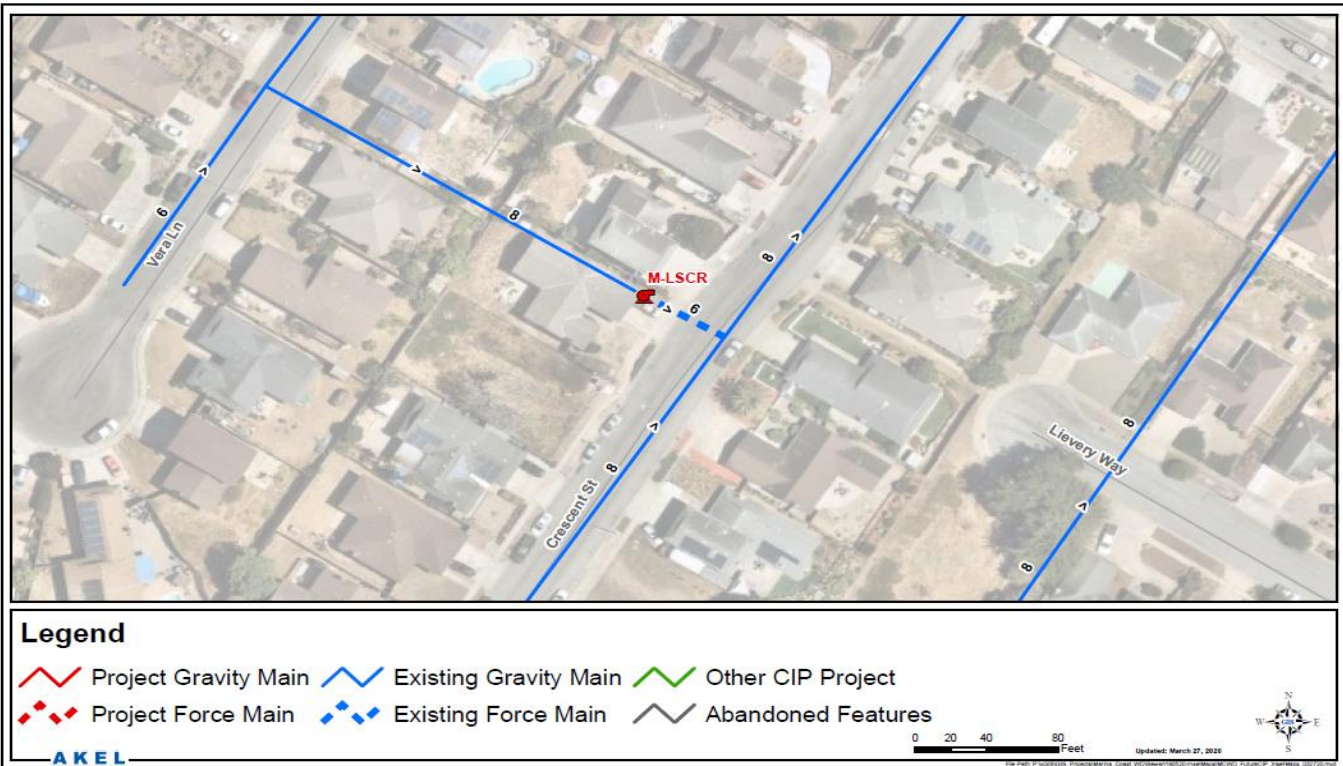 6
Vera Ln
8
M-LSCR
6
8
8
Crescent St
Lievery Way
8
8
Legend
Project Gravity Main
Existing Gravity Main
Other CIP Project
Project Force Main
Existing Force Main
Abandoned Features
0 20 40 80
Feet
N
W GIS E
S
Updated: March 27, 2020
AKEL